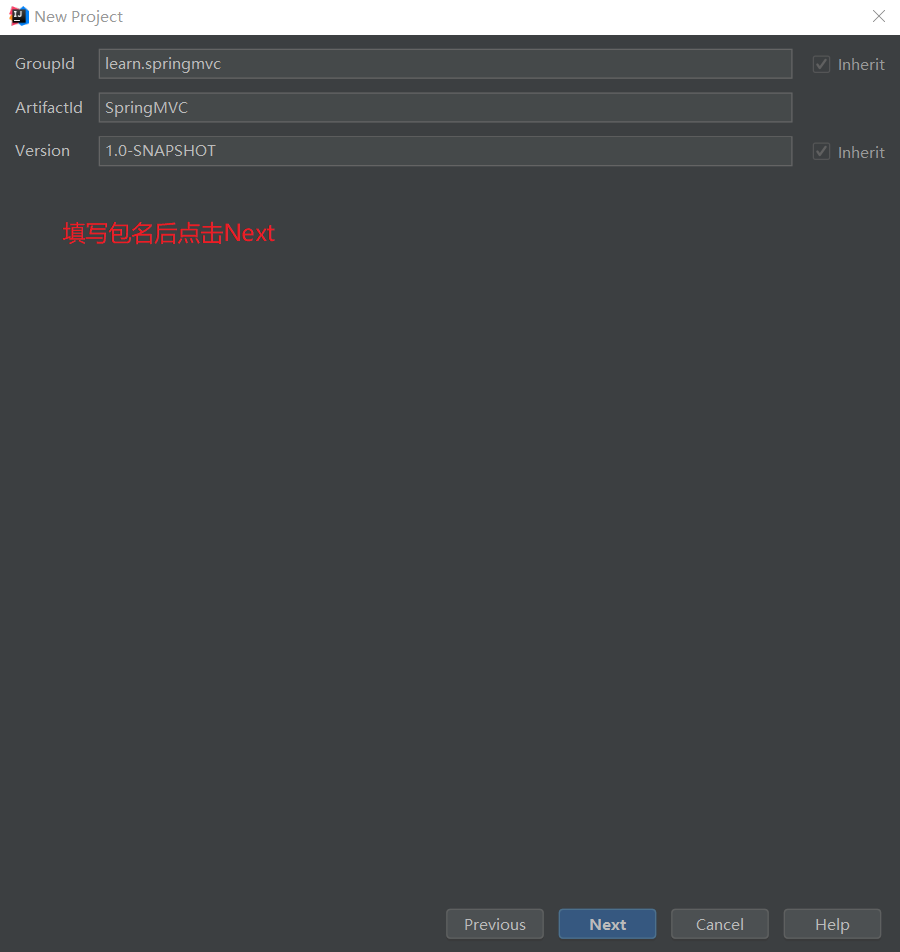 New Project
GroupId learn.springmvc Inherit
ArtifactId SpringMVC
Version 1.0-SNAPSHOT Inherit
填写包名后点击Next
Previous Next Cancel Help